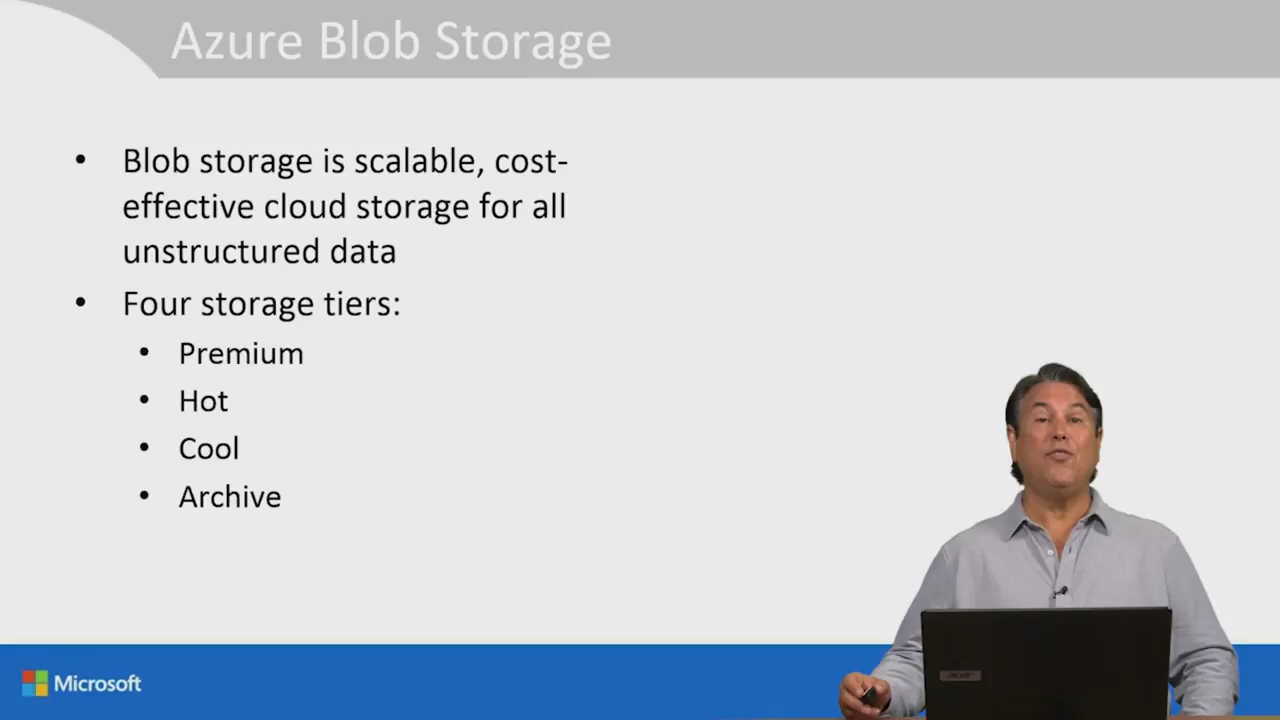 Azure Blob Storage
• Blob storage is scalable, cost-
effective cloud storage for all
unstructured data
• Four storage tiers:
• Premium
• Hot
• Cool
• Archive
Microsoft
acer